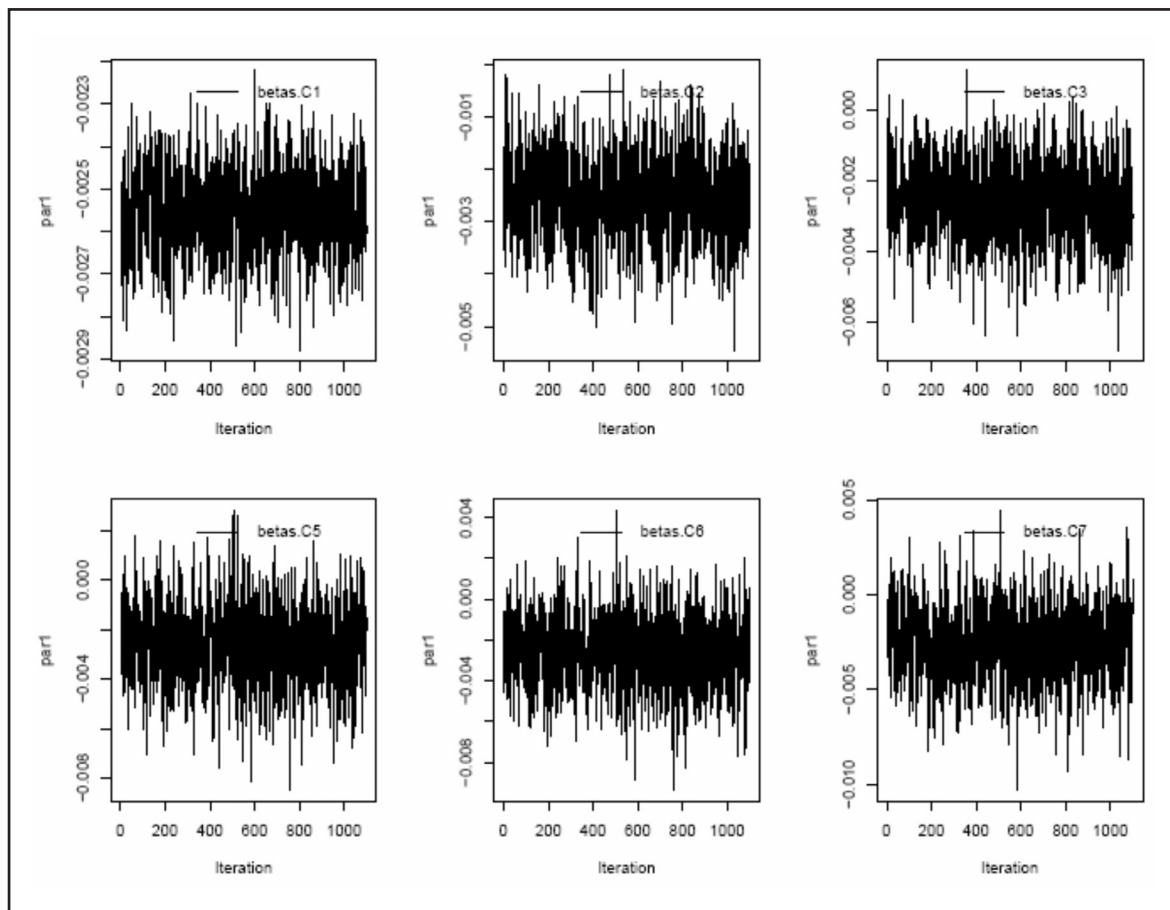 betas.C1
par1
-0.0023
-0.0025
-0.0027
-0.0029
0 200 400 600 800 1000
Iteration
betas.C2
par1
-0.001
-0.003
-0.005
0 200 400 600 800 1000
Iteration
betas.C3
par1
0.000
-0.002
-0.004
-0.006
0 200 400 600 800 1000
Iteration
betas.C5
par1
0.000
-0.004
-0.008
0 200 400 600 800 1000
Iteration
betas.C6
par1
0.004
0.000
-0.004
-0.008
0 200 400 600 800 1000
Iteration
betas.C7
par1
0.005
0.000
-0.005
-0.010
0 200 400 600 800 1000
Iteration